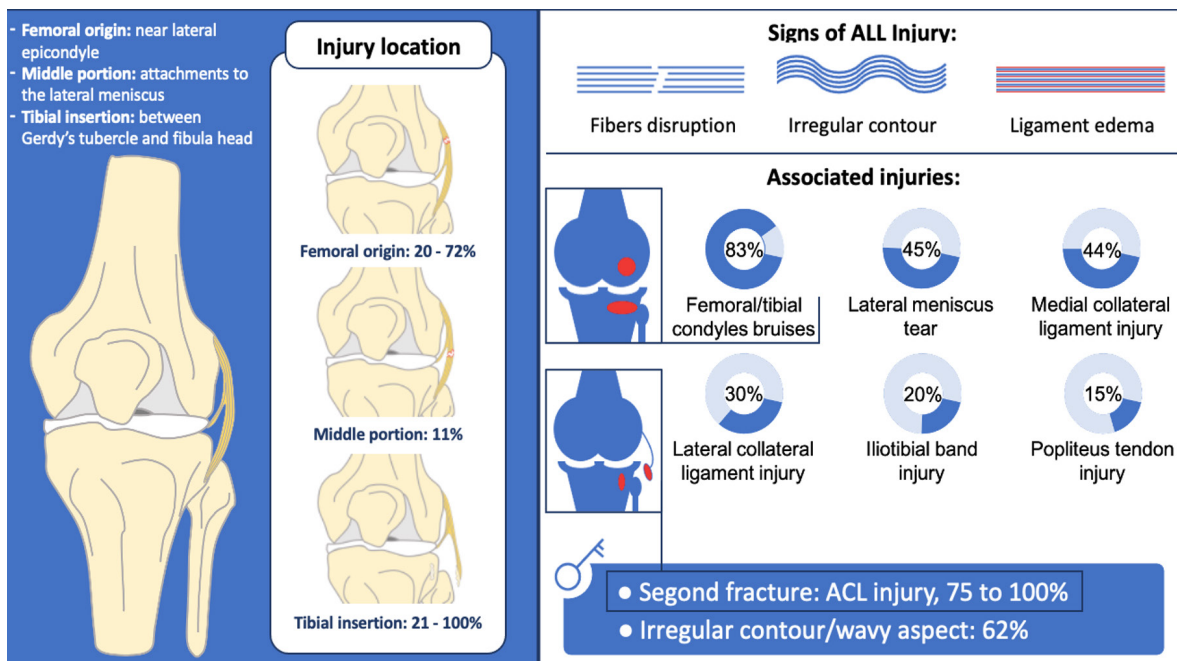 - Femoral origin: near lateral
epicondyle
- Middle portion: attachments to
the lateral meniscus
- Tibial insertion: between
Gerdy's tubercle and fibula head
Injury location
Femoral origin: 20 - 72%
Middle portion: 11%
Tibial insertion: 21 - 100%
Signs of ALL Injury:
Fibers disruption
Irregular contour
Ligament edema
Associated injuries:
83%
Femoral/tibial
condyles bruises
45%
Lateral meniscus
tear
44%
Medial collateral
ligament injury
30%
Lateral collateral
ligament injury
20%
Iliotibial band
injury
15%
Popliteus tendon
injury
● Segond fracture: ACL injury, 75 to 100%
● Irregular contour/wavy aspect: 62%